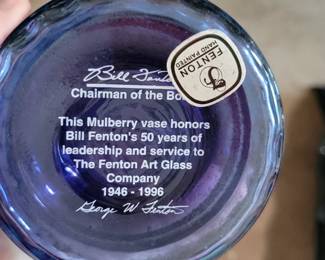 Bill Fenton
Chairman of the Bo
This Mulberry vase honors
Bill Fenton's 50 years of
leadership and service to
The Fenton Art Glass
Company
1946 - 1996
George W Fenton
FENTON
HAND PAINTED